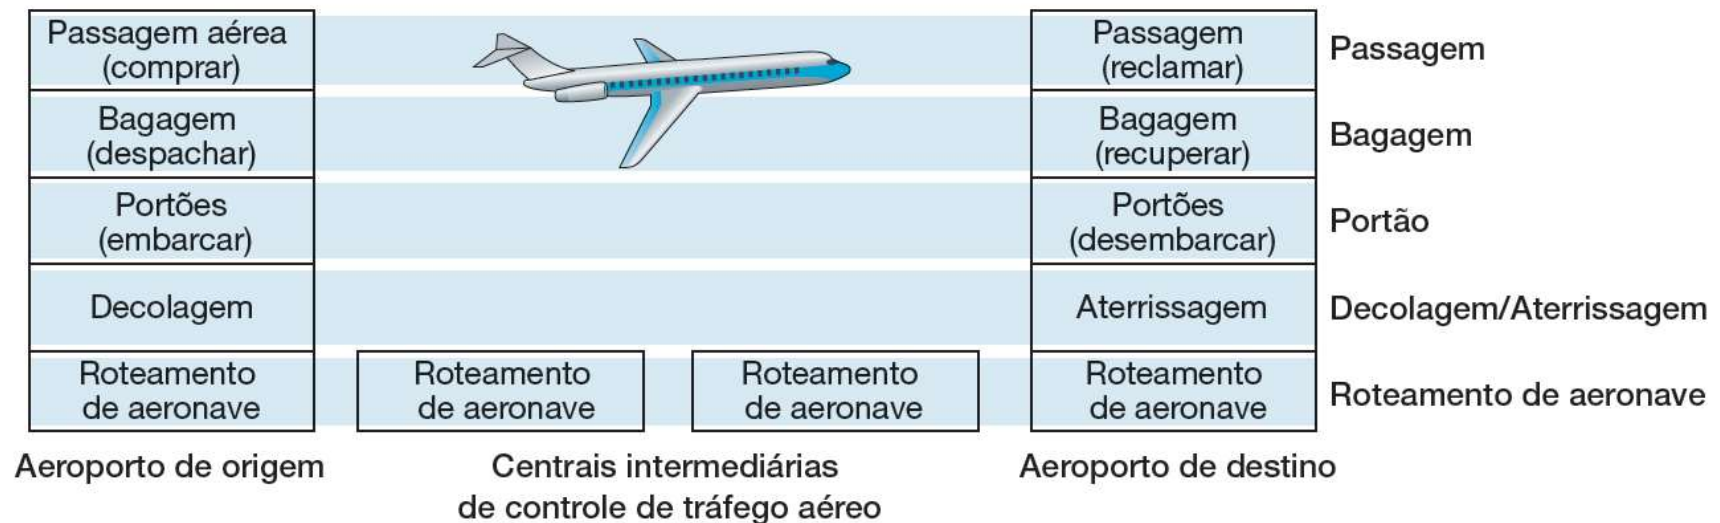 Passagem aérea
(comprar)
Passagem
(reclamar)
Passagem
Bagagem
(despachar)
Bagagem
(recuperar)
Bagagem
Portões
(embarcar)
Portões
(desembarcar)
Portão
Decolagem
Aterrissagem
Decolagem/Aterrissagem
Roteamento
de aeronave
Roteamento
de aeronave
Roteamento
de aeronave
Roteamento
de aeronave
Roteamento de aeronave
Aeroporto de origem
Centrais intermediárias
de controle de tráfego aéreo
Aeroporto de destino